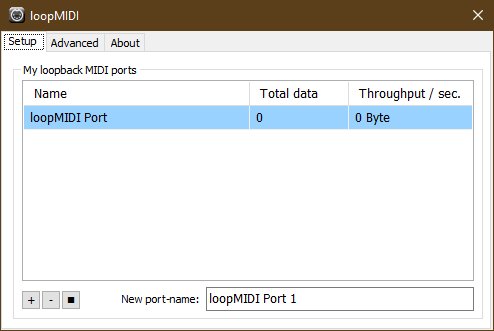 loopMIDI
Setup Advanced About
My loopback MIDI ports
Name Total data Throughput / sec.
loopMIDI Port 0 0 Byte
+ - ■ New port-name: loopMIDI Port 1